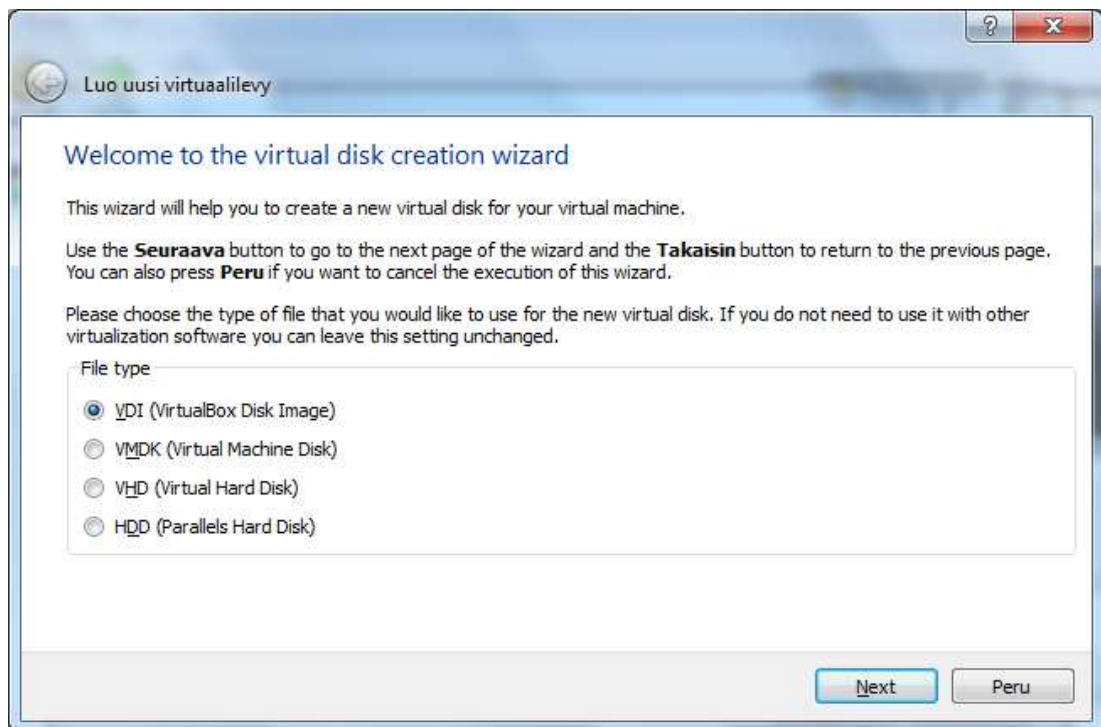 Luo uusi virtuaalilevy
Welcome to the virtual disk creation wizard
This wizard will help you to create a new virtual disk for your virtual machine.
Use the Seuraava button to go to the next page of the wizard and the Takaisin button to return to the previous page.
You can also press Peru if you want to cancel the execution of this wizard.
Please choose the type of file that you would like to use for the new virtual disk. If you do not need to use it with other
virtualization software you can leave this setting unchanged.
File type
VDI (VirtualBox Disk Image)
VMDK (Virtual Machine Disk)
VHD (Virtual Hard Disk)
HDD (Parallels Hard Disk)
Next Peru